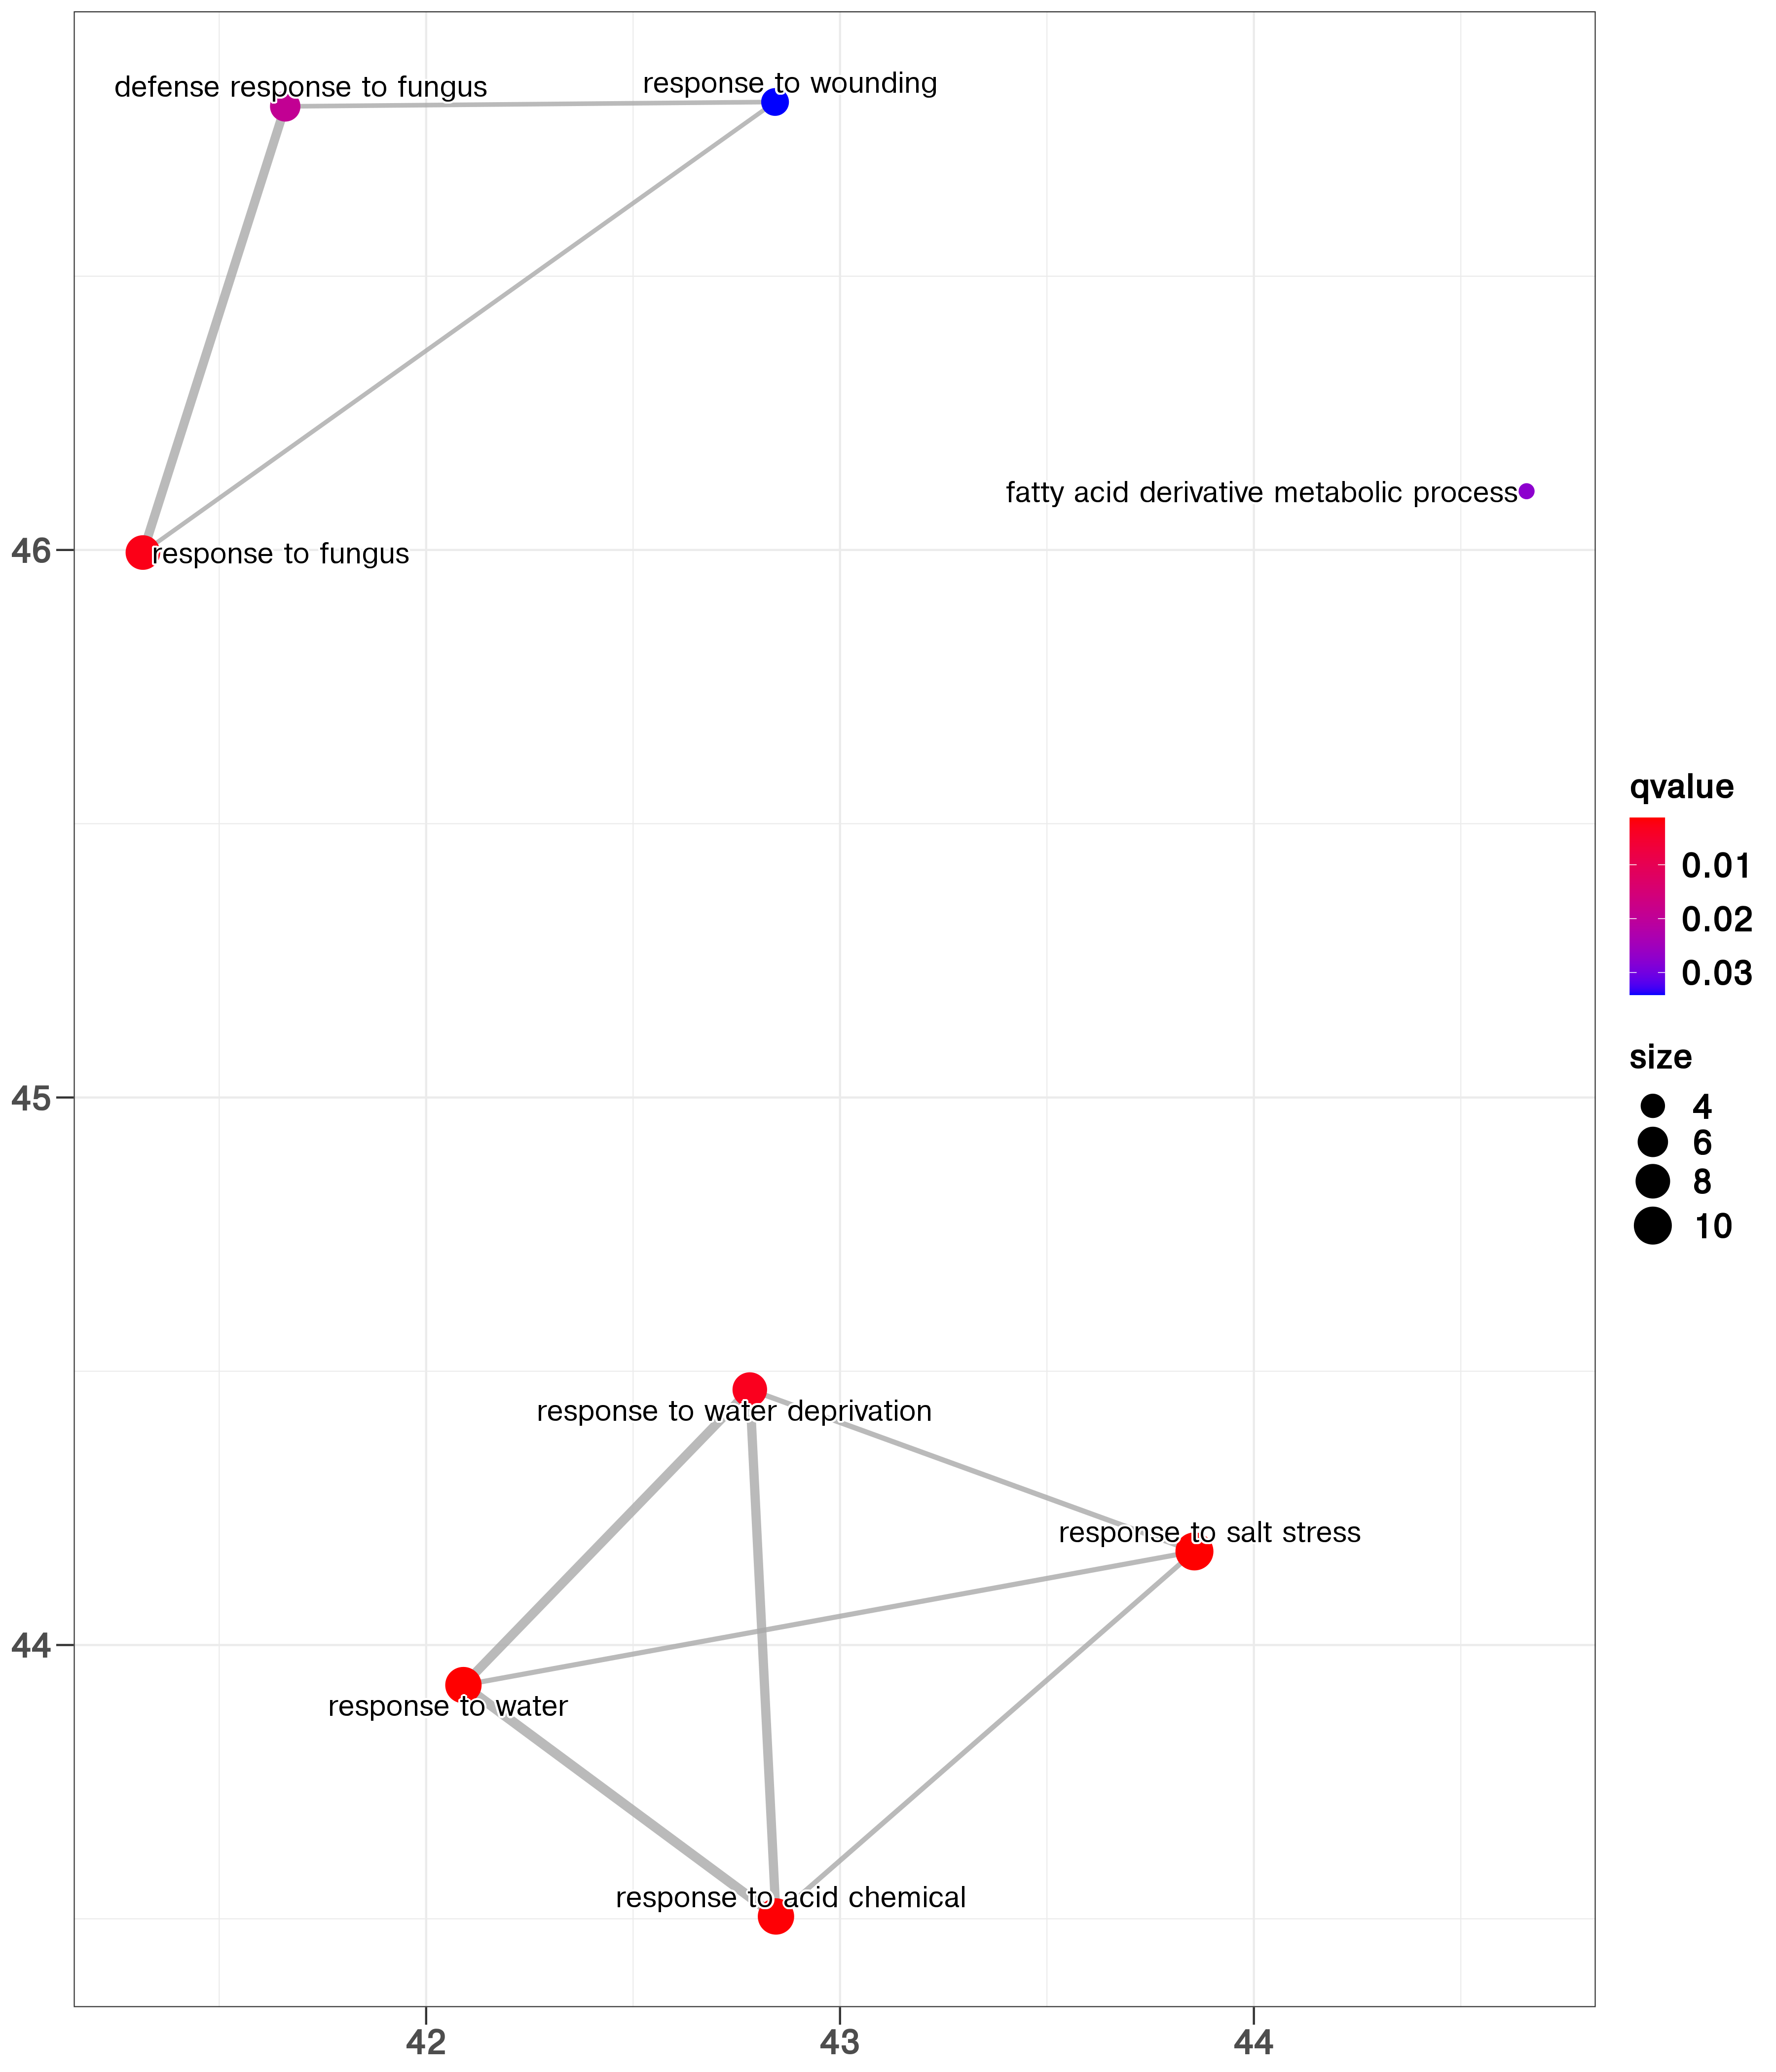 defense response to fungus
response to wounding
fatty acid derivative metabolic process
response to fungus
response to water deprivation
response to salt stress
response to water
response to acid chemical
46
45
44
42
43
44
qvalue
0.01
0.02
0.03
size
4
6
8
10